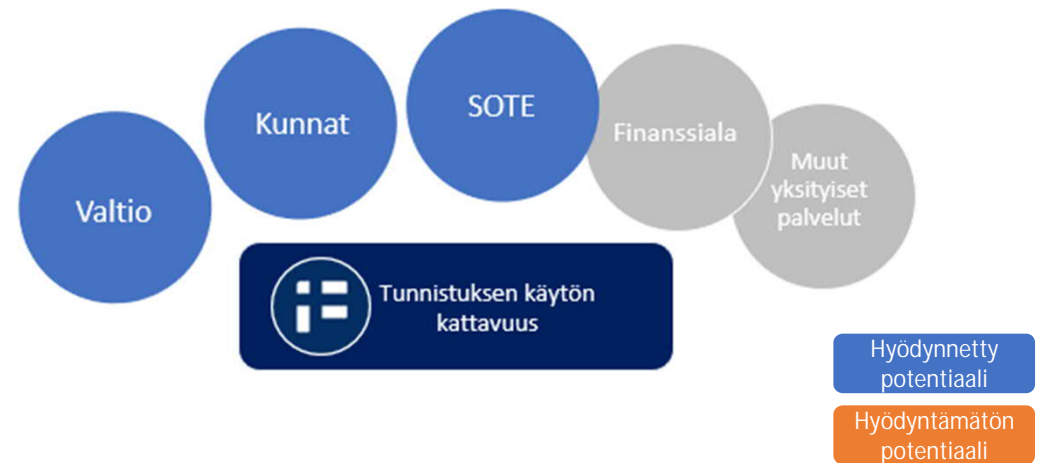 Valtio
Kunnat
SOTE
Finanssiala
Muut
yksityiset
palvelut
Tunnistuksen käytön
kattavuus
Hyödynnetty
potentiaali
Hyödyntämätön
potentiaali